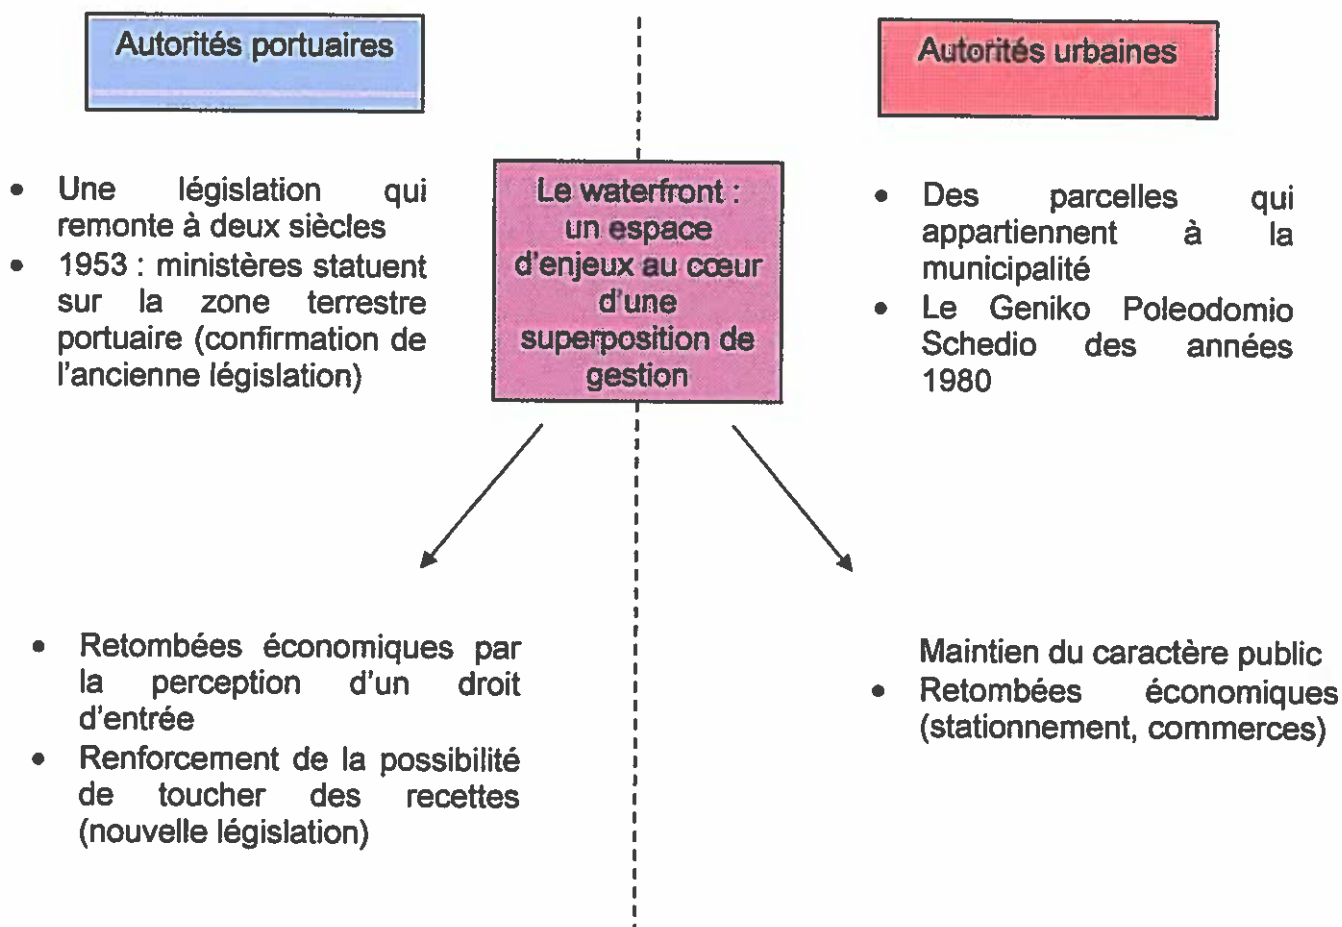 Autorités portuaires
Autorités urbaines
• Une législation qui
remonte à deux siècles
• 1953 : ministères statuent
sur la zone terrestre
portuaire (confirmation de
l'ancienne législation)
Le waterfront :
un espace
d'enjeux au cœur
d'une
superposition de
gestion
• Des parcelles qui
appartiennent à la
municipalité
• Le Geniko Poleodomio
Schedio des années
1980
• Retombées économiques par
la perception d'un droit
d'entrée
• Renforcement de la possibilité
de toucher des recettes
(nouvelle législation)
Maintien du caractère public
• Retombées économiques
(stationnement, commerces)